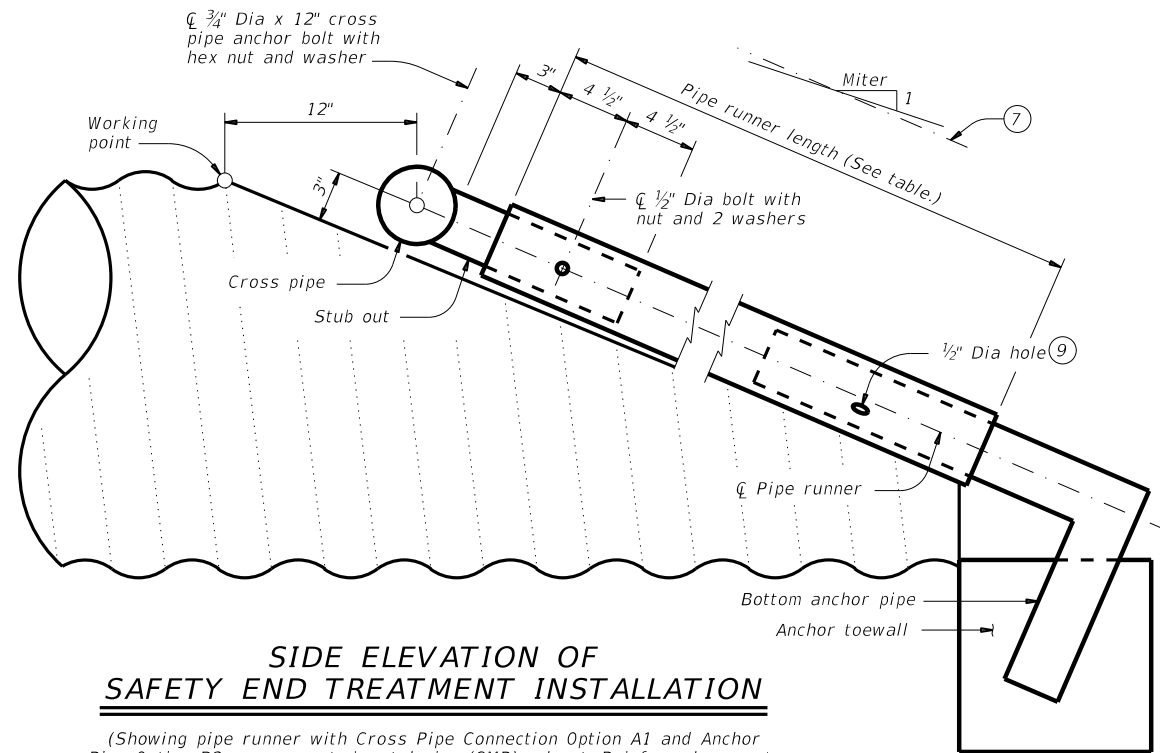 ℄ ¾" Dia x 12" cross
pipe anchor bolt with
hex nut and washer
3"
4 ½"
4 ½"
Pipe runner length (See table.)
Miter
1
7
12"
Working
point
3"
℄ ½" Dia bolt with
nut and 2 washers
Cross pipe
Stub out
½" Dia hole 9
℄ Pipe runner
Bottom anchor pipe
Anchor toewall
SIDE ELEVATION OF
SAFETY END TREATMENT INSTALLATION
(Showing pipe runner with Cross Pipe Connection Option A1 and Anchor